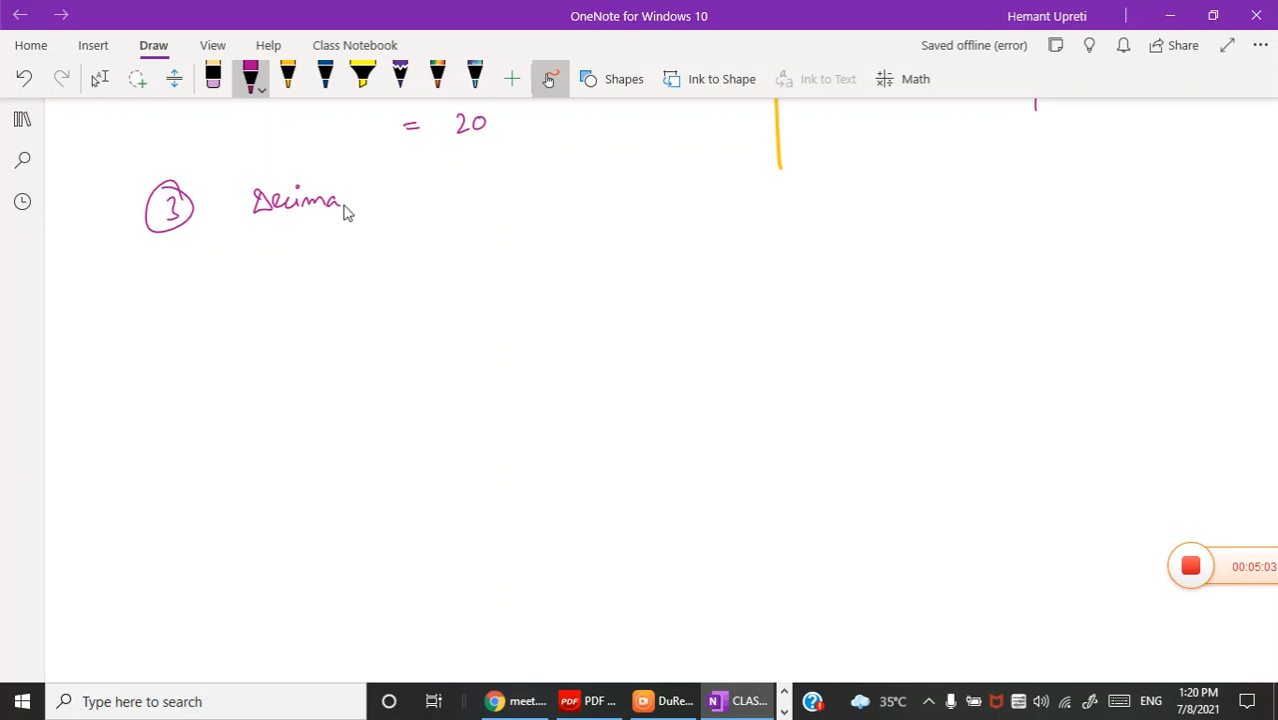 OneNote for Windows 10
Hemant Upreti
Home Insert Draw View Help Class Notebook
Saved offline (error) Share
Shapes Ink to Shape Ink to Text Math
= 20
3 Decima
00:05:03
Type here to search
meet.... PDF ... DuRe... CLAS... 35°C ENG
1:20 PM
7/8/2021